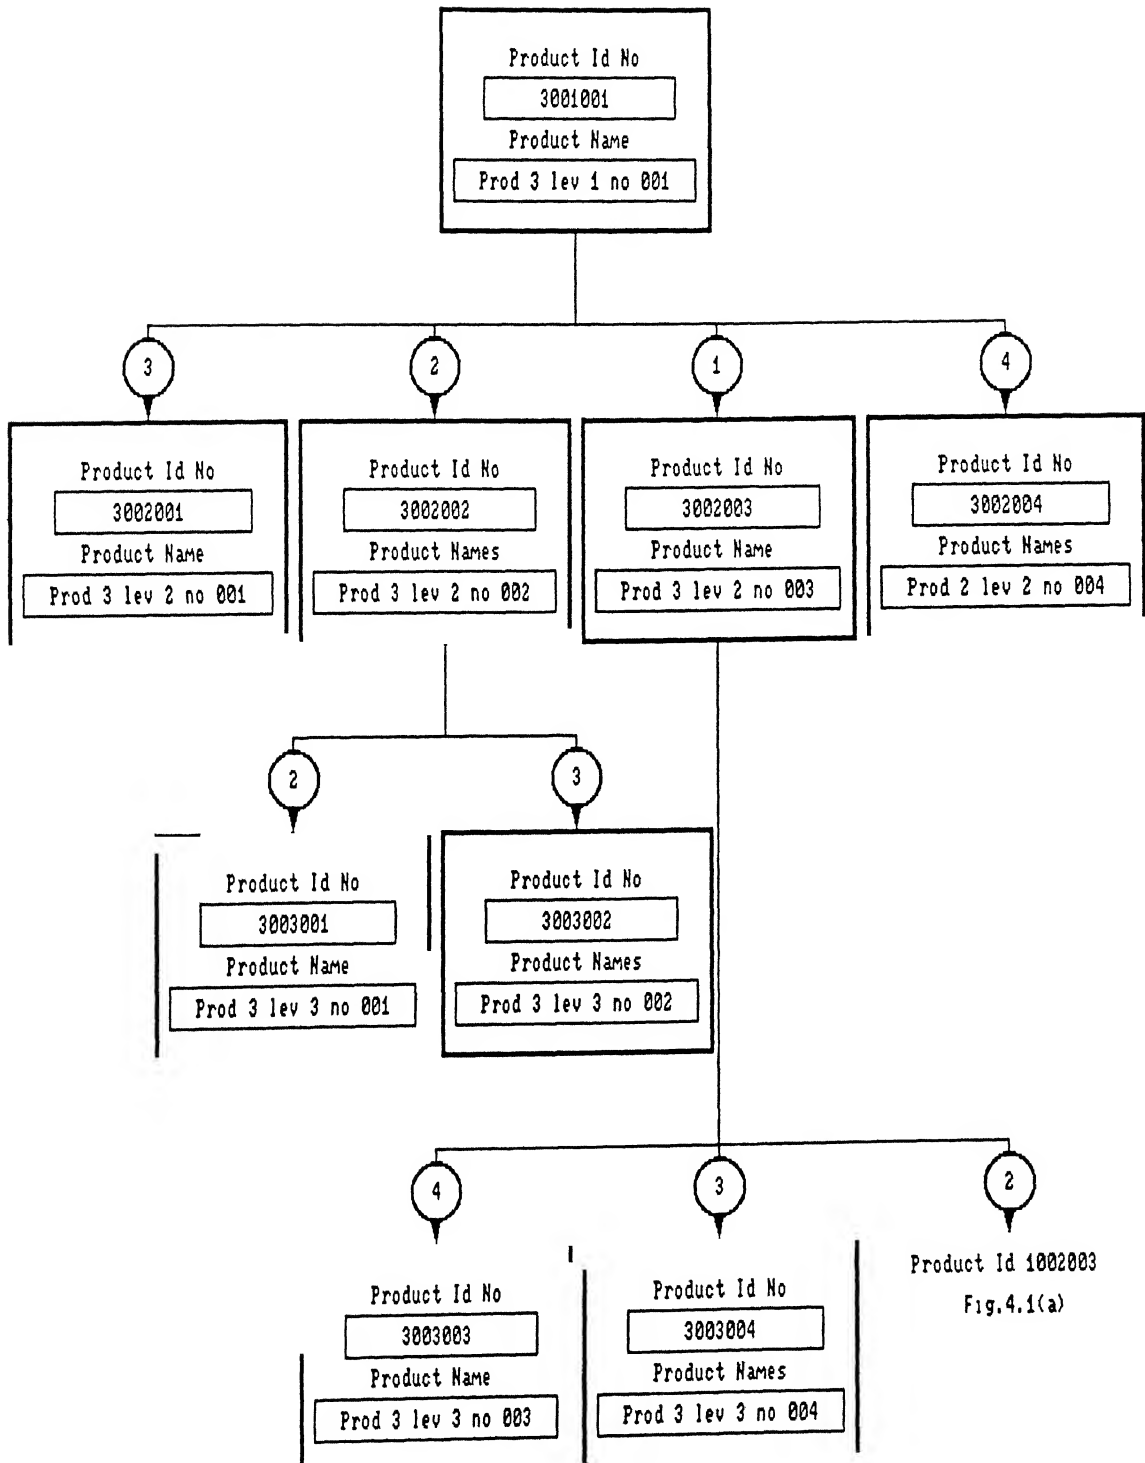 Product Id No
3001001
Product Name
Prod 3 lev 1 no 001
3
2
1
4
Product Id No
3002001
Product Name
Prod 3 lev 2 no 001
Product Id No
3002002
Product Names
Prod 3 lev 2 no 002
Product Id No
3002003
Product Name
Prod 3 lev 2 no 003
Product Id No
3002004
Product Names
Prod 2 lev 2 no 004
2
3
Product Id No
3003001
Product Name
Prod 3 lev 3 no 001
Product Id No
3003002
Product Names
Prod 3 lev 3 no 002
4
3
2
Product Id No
3003003
Product Name
Prod 3 lev 3 no 003
Product Id No
3003004
Product Names
Prod 3 lev 3 no 004
Product Id 1002003
Fig.4.1(a)